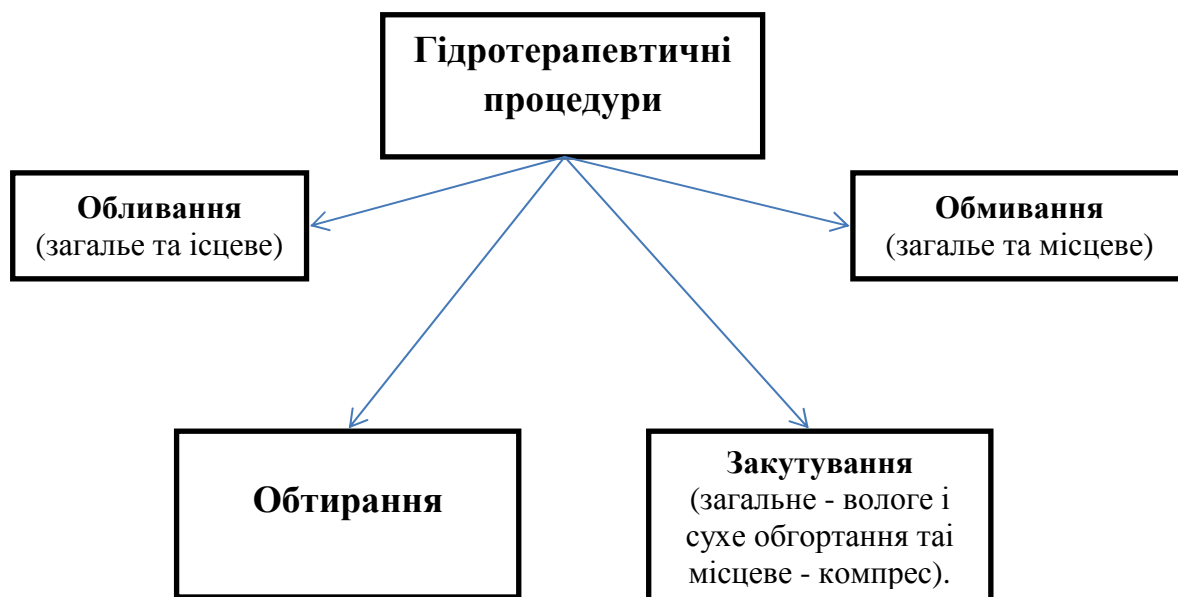 Гідротерапевтичні
процедури
Обливання
(загалье та ісцеве)
Обмивання
(загалье та місцеве)
Обтирання
Закутування
(загальне - вологе і
сухе обгортання таі
місцеве - компрес).